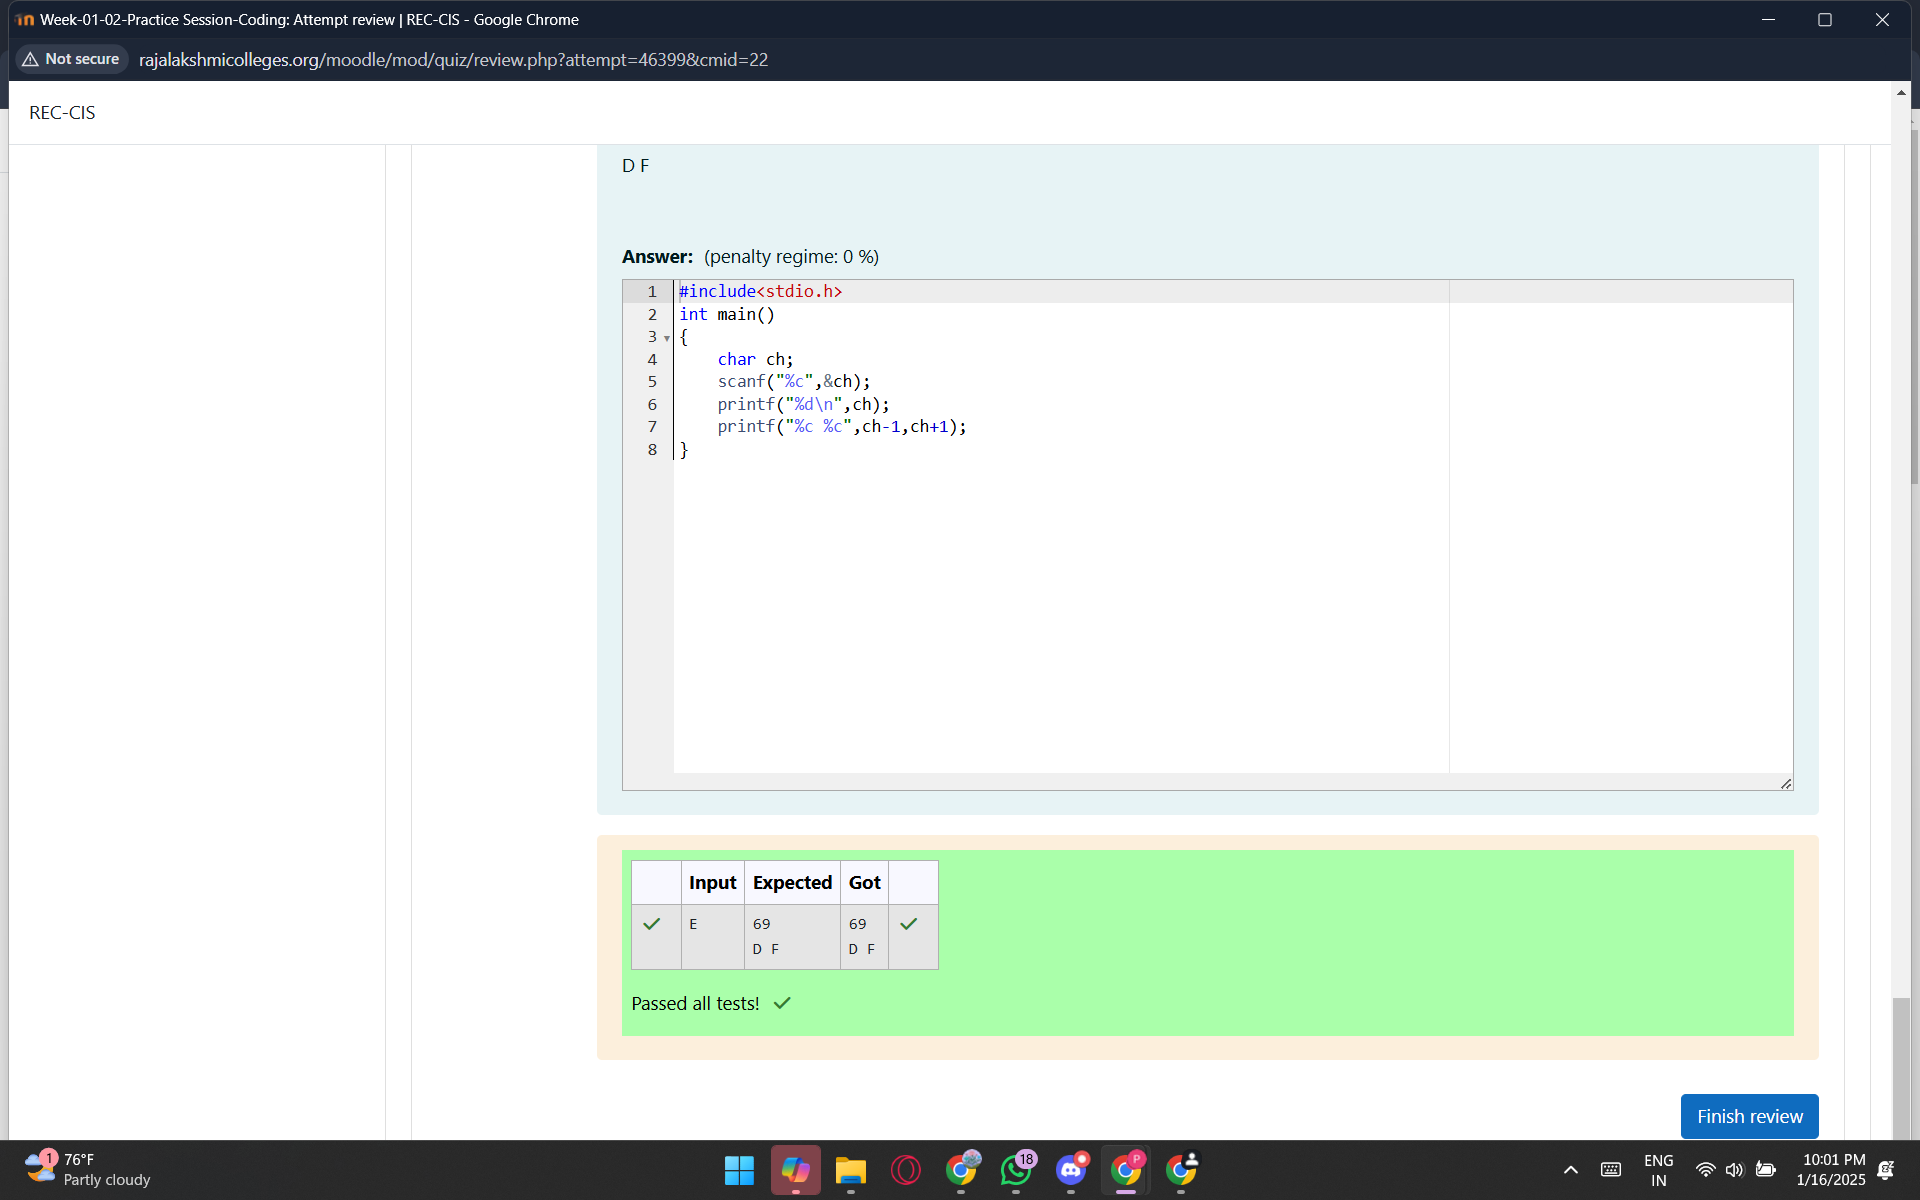 Week-01-02-Practice Session-Coding: Attempt review | REC-CIS - Google Chrome
Not secure rajalakshmicolleges.org/moodle/mod/quiz/review.php?attempt=46399&cmid=22
REC-CIS
D F
Answer: (penalty regime: 0 %)
1 #include<stdio.h>
2 int main()
3 {
4 char ch;
5 scanf("%c",&ch);
6 printf("%d\n",ch);
7 printf("%c %c",ch-1,ch+1);
8 }
Input Expected Got
E 69 69
D F D F
Passed all tests!
Finish review
1 76°F
Partly cloudy
18
P
ENG
IN
10:01 PM
1/16/2025